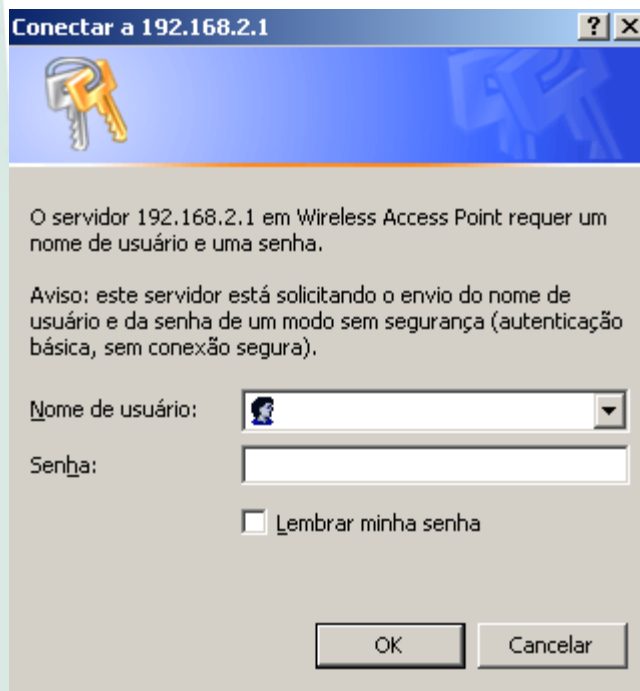 Conectar a 192.168.2.1
O servidor 192.168.2.1 em Wireless Access Point requer um
nome de usuário e uma senha.
Aviso: este servidor está solicitando o envio do nome de
usuário e da senha de um modo sem segurança (autenticação
básica, sem conexão segura).
Nome de usuário:
Senha:
Lembrar minha senha
OK Cancelar